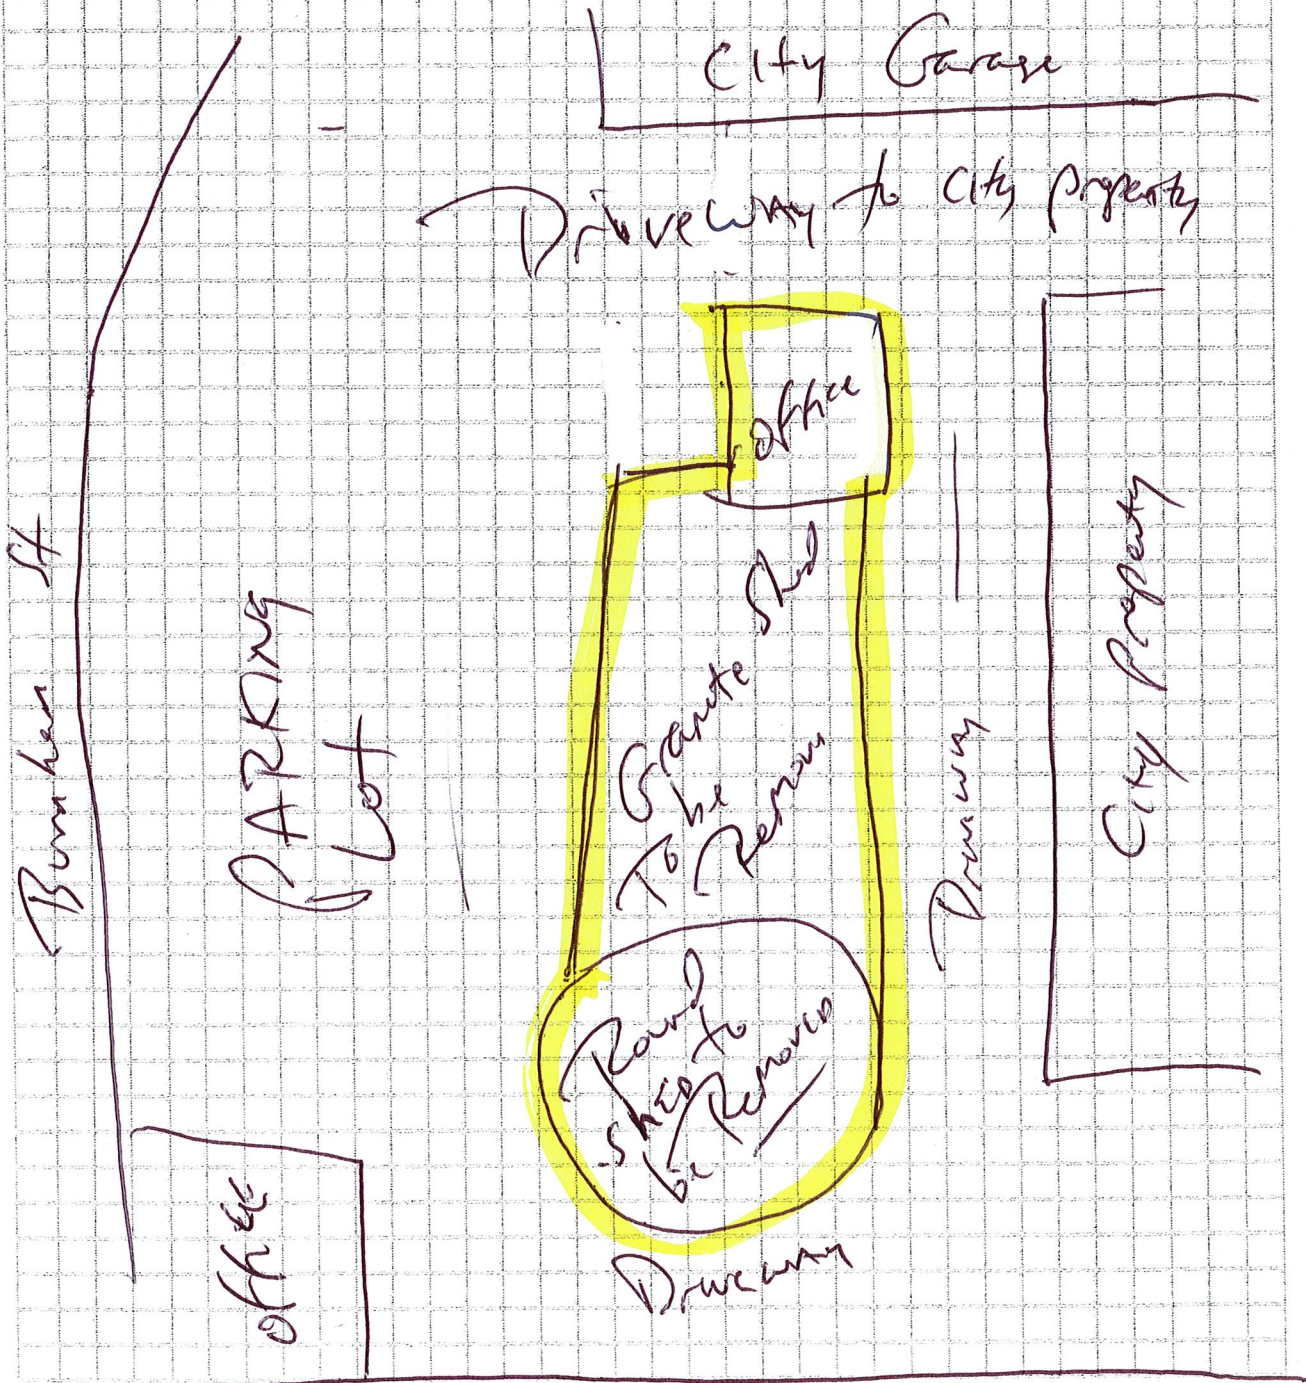 City Garage
Driveway to City Property
Office
Granite Shed
To be
Remove
Round
shed to
be Removed
Driveway
Driveway
City Property
PARKING
Lot
Burnham St
office